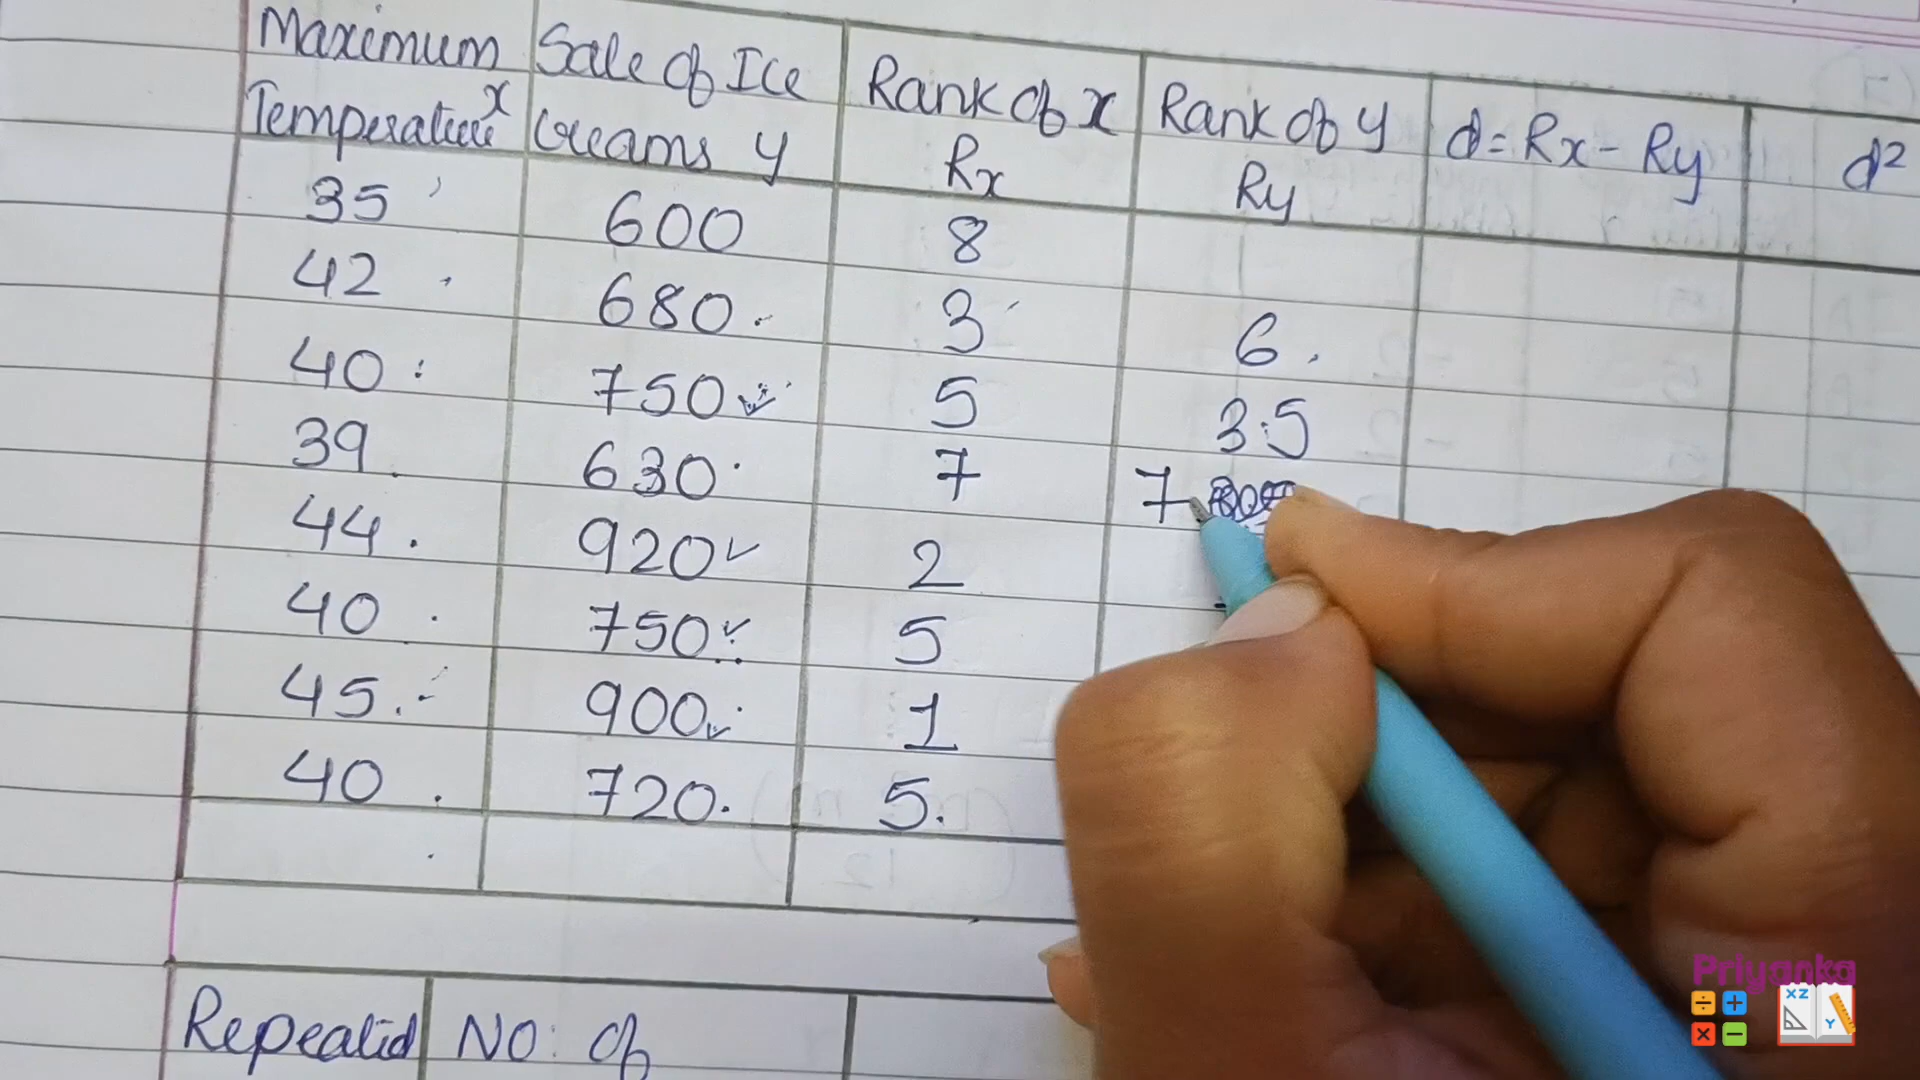 Maximum Temperature x | Sale of Ice Creams y | Rank of x Rx | Rank of y Ry | d = Rx - Ry | d²
35 | 600 | 8
42 | 680 | 3 | 6
40 | 750 | 5 | 3.5
39 | 630 | 7 | 7
44 | 920 | 2
40 | 750 | 5
45 | 900 | 1
40 | 720 | 5
Repeated | No: of
Priyanka
XZ
Y